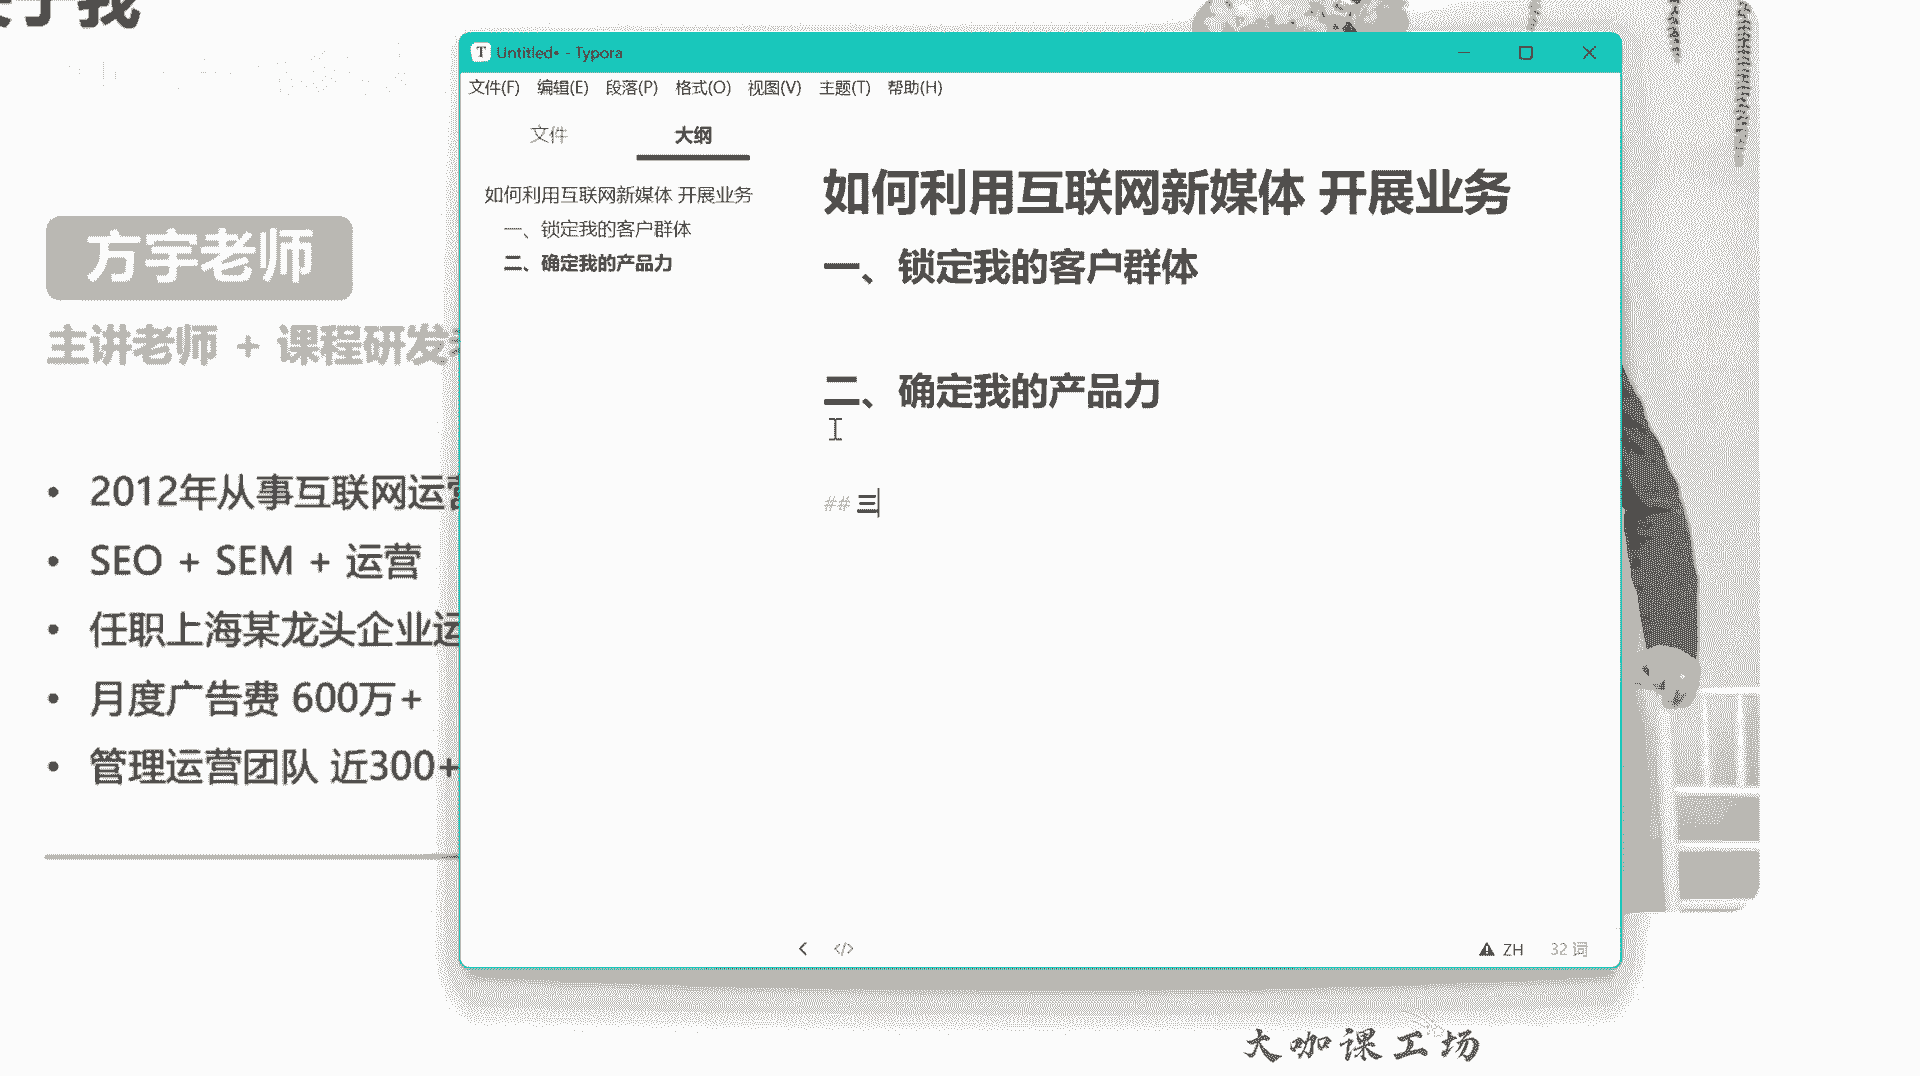 我
Untitled• - Typora
文件(F) 编辑(E) 段落(P) 格式(O) 视图(V) 主题(T) 帮助(H)
文件 大纲
如何利用互联网新媒体 开展业务
一、锁定我的客户群体
二、确定我的产品力
如何利用互联网新媒体 开展业务
一、锁定我的客户群体
二、确定我的产品力
## 三
ZH 32 词
方宇老师
主讲老师 + 课程研发
• 2012年从事互联网运营
• SEO + SEM + 运营
• 任职上海某龙头企业运
• 月度广告费 600万+
• 管理运营团队 近300+
大咖课工场